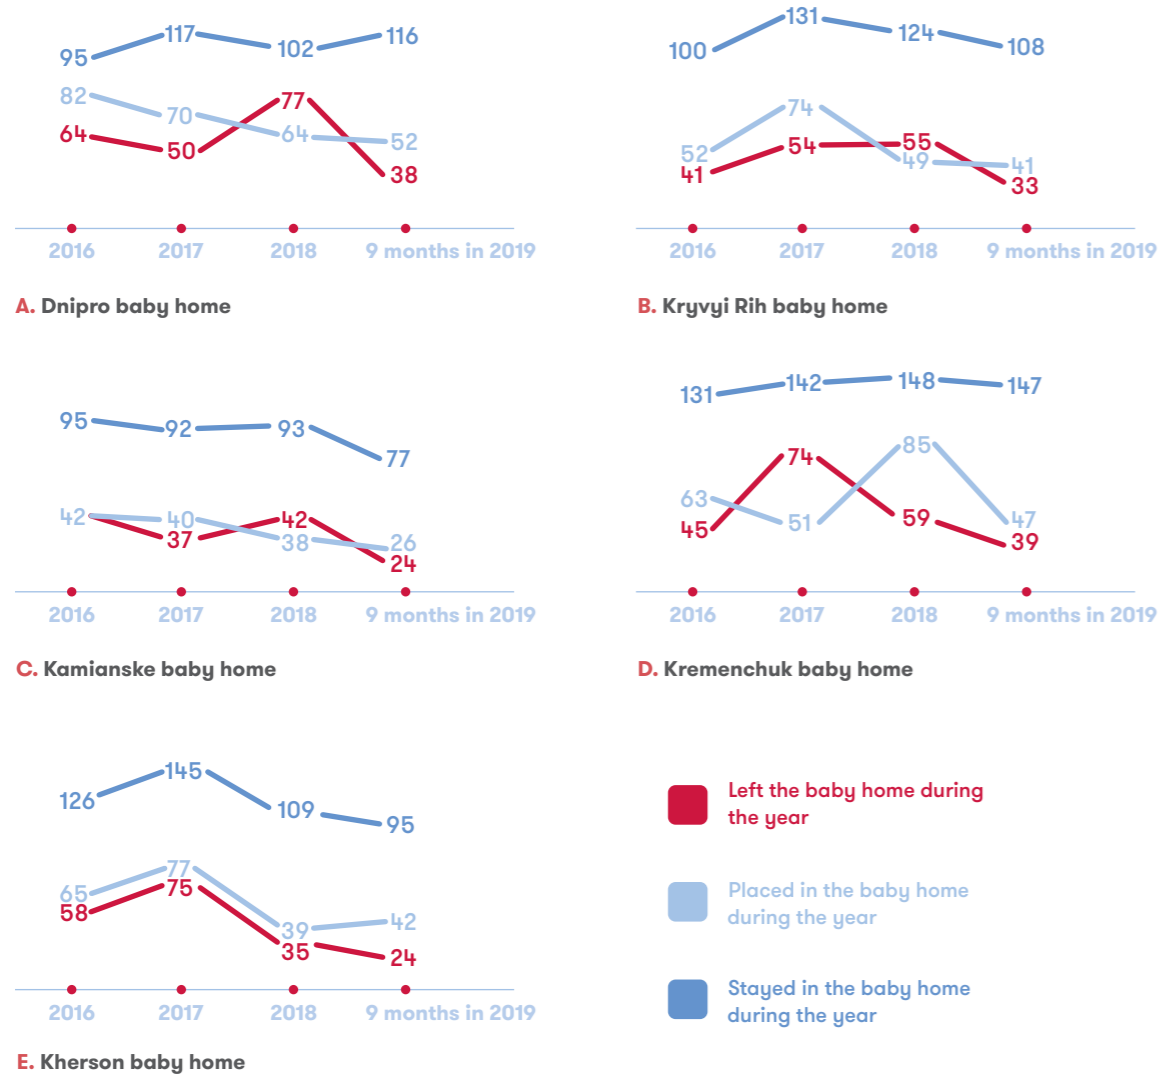 95 117 102 116
82 70 64 52
64 50 77 38
2016 2017 2018 9 months in 2019
A. Dnipro baby home
100 131 124 108
52 74 49 41
41 54 55 33
2016 2017 2018 9 months in 2019
B. Kryvyi Rih baby home
95 92 93 77
42 40 38 26
37 42 24
2016 2017 2018 9 months in 2019
C. Kamianske baby home
131 142 148 147
63 51 85 47
45 74 59 39
2016 2017 2018 9 months in 2019
D. Kremenchuk baby home
126 145 109 95
65 77 39 42
58 75 35 24
2016 2017 2018 9 months in 2019
E. Kherson baby home
Left the baby home during
the year
Placed in the baby home
during the year
Stayed in the baby home
during the year